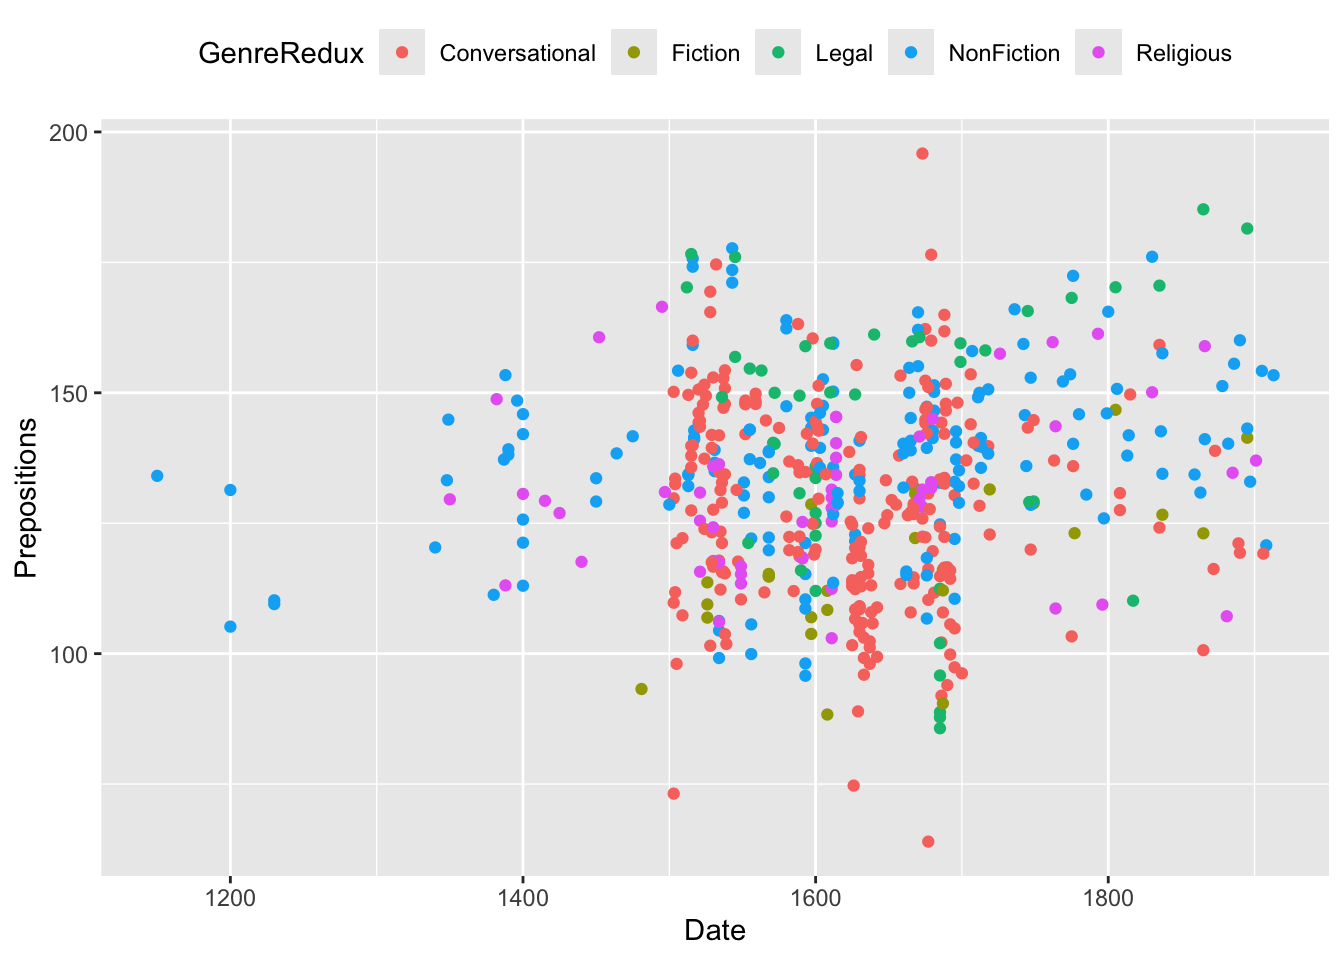 GenreRedux Conversational Fiction Legal NonFiction Religious
200
150
100
Prepositions
1200 1400 1600 1800
Date